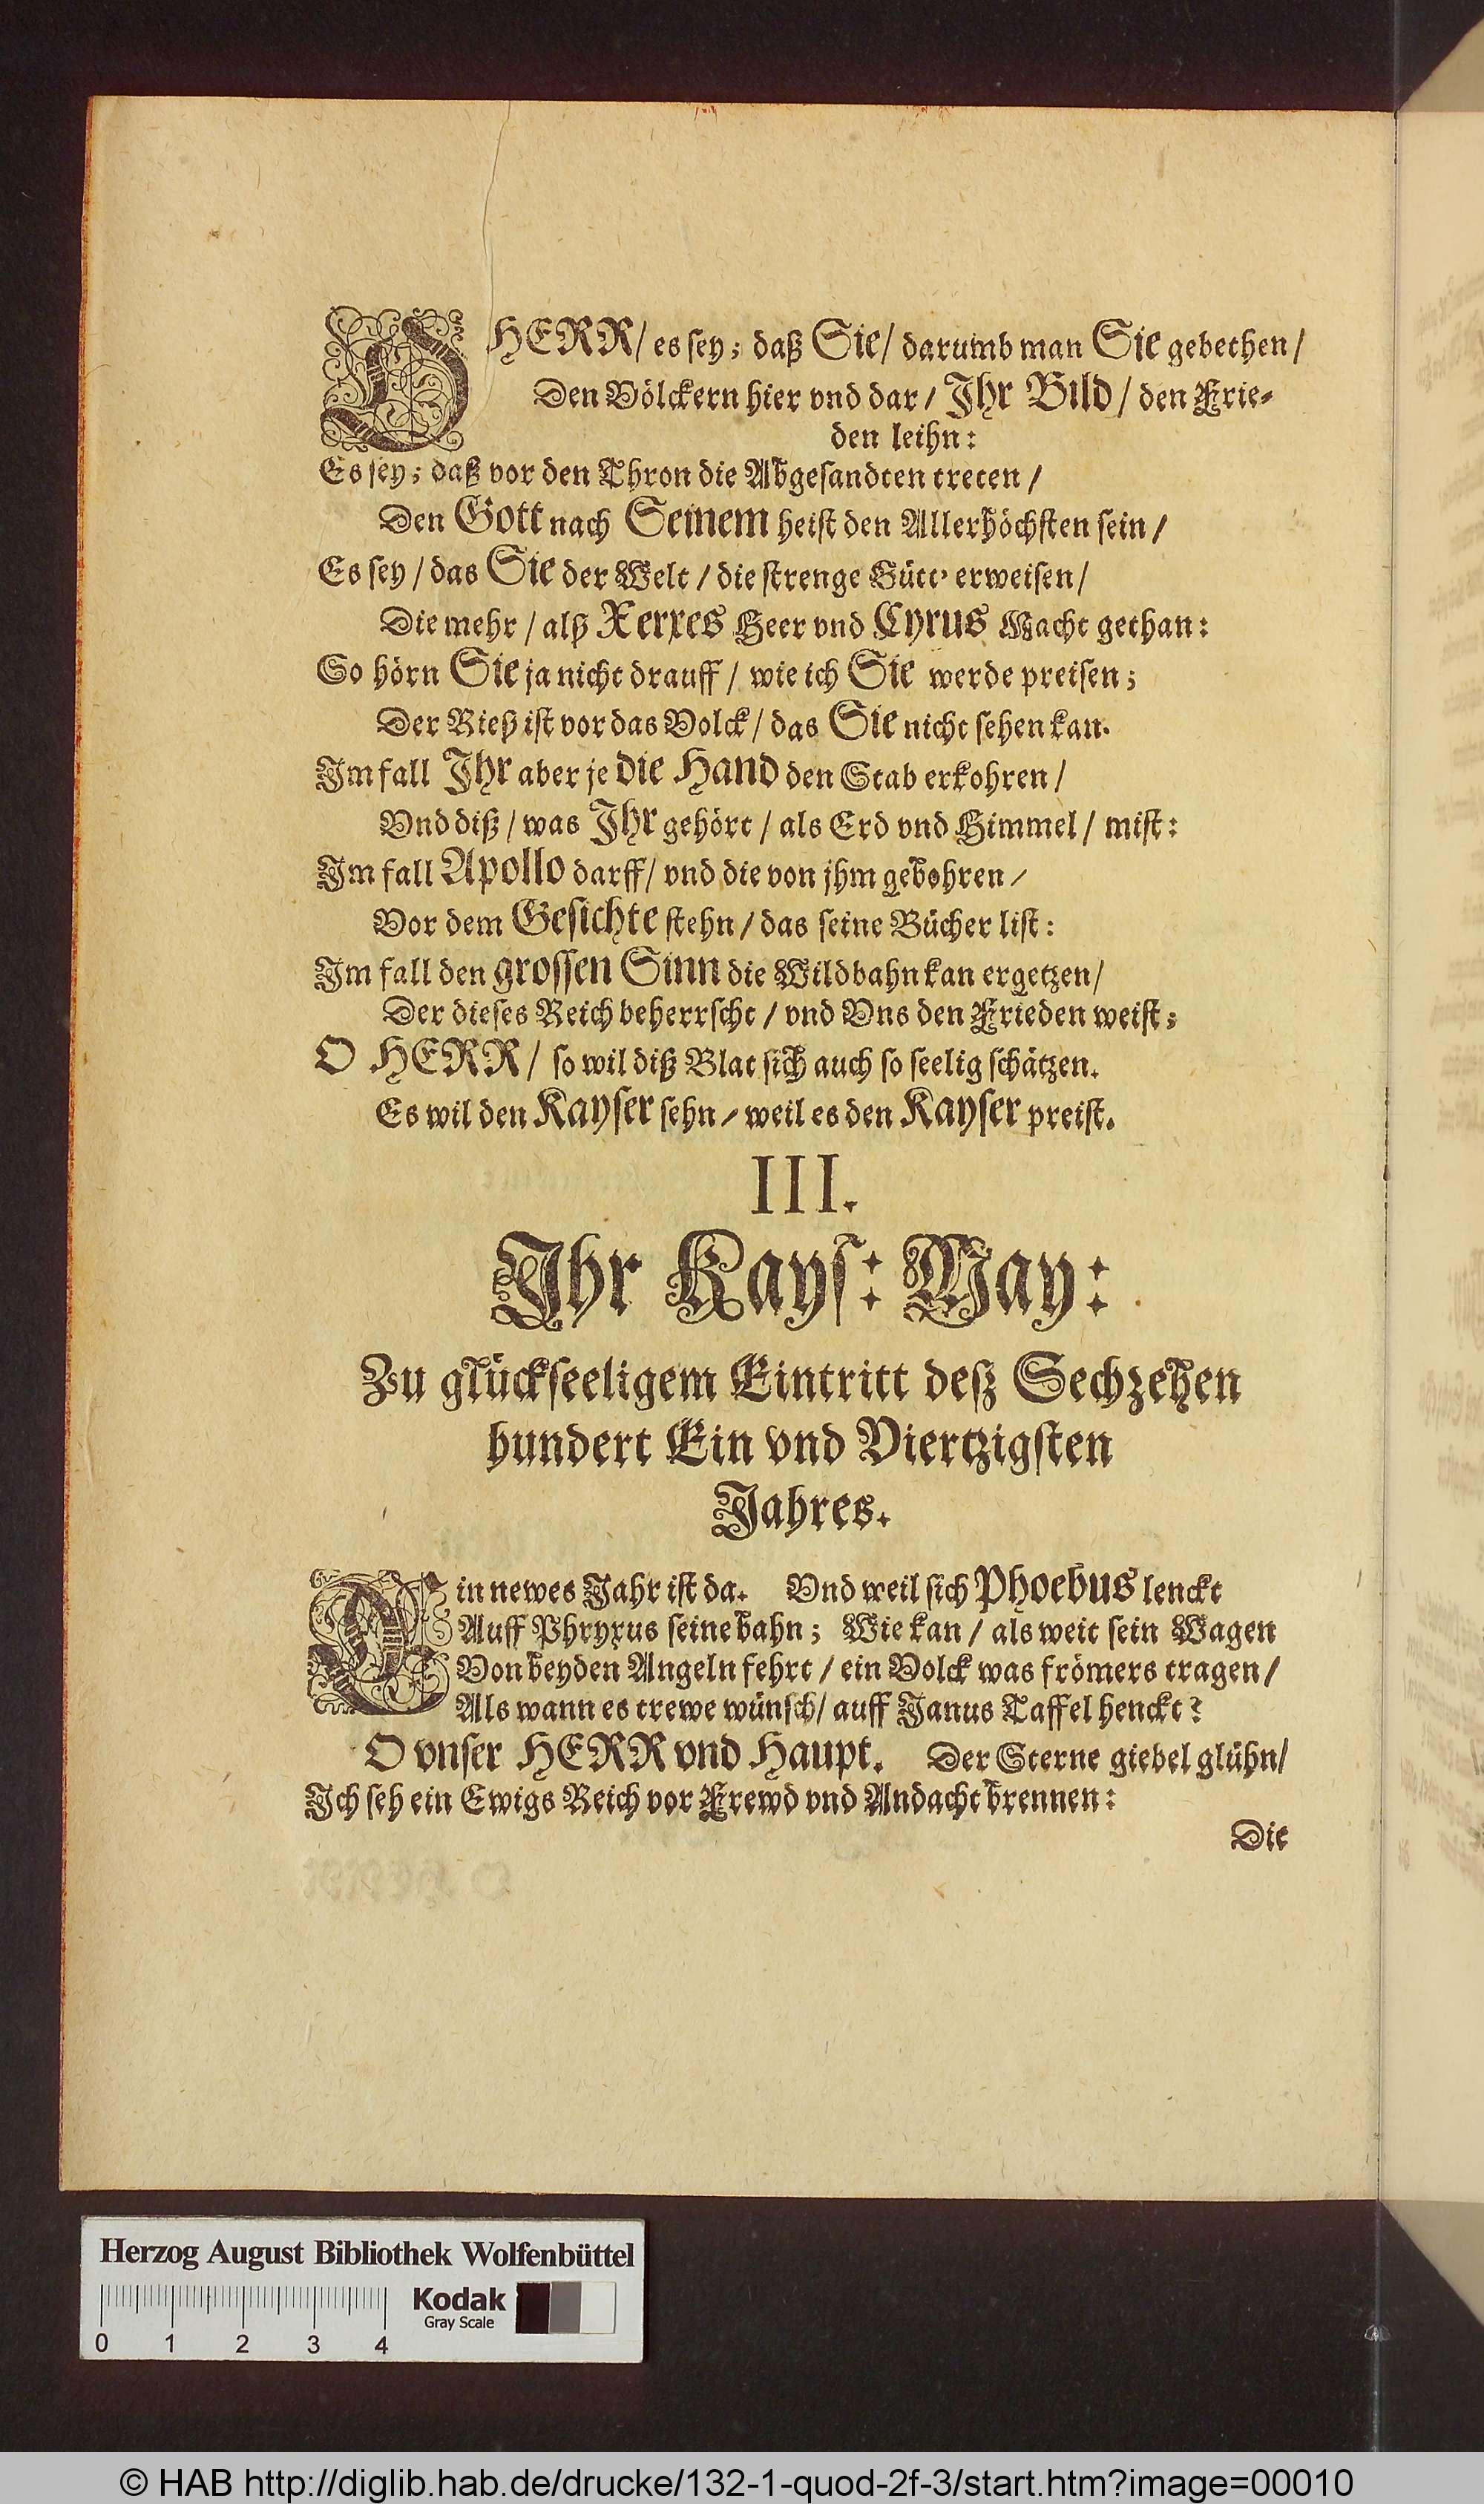 O HERR/ es sey; daß Sie/ darumb man Sie gebethen/
Den Völckern hier vnd dar/ Ihr Bild/ den Frie-
den leihn:
Es sey; daß vor den Thron die Abgesandten treten/
Den Gott nach Seinem heist den Allerhöchsten sein/
Es sey/ das Sie der Welt/ die strenge Gütt' erweisen/
Die mehr/ alß Xerxes Heer vnd Cyrus Macht gethan:
So hörn Sie ja nicht drauff/ wie ich Sie werde preisen;
Der Rieß ist vor das Volck/ das Sie nicht sehen kan.
Im fall Ihr aber je die Hand den Stab erkohren/
Vnd diß/ was Ihr gehört/ als Erd vnd Himmel/ mist:
Im fall Apollo darff/ vnd die von jhm gebohren/
Vor dem Gesichte stehn/ das seine Bücher list:
Im fall den grossen Sinn die Wildbahn kan ergetzen/
Der dieses Reich beherrscht/ vnd Vns den Frieden weist;
O HERR/ so wil diß Blat sich auch so seelig schätzen.
Es wil den Kayser sehn/ weil es den Kayser preist.
III.
Ihr Kays: May:
Zu glückseeligem Eintritt deß Sechzehen
hundert Ein vnd Viertzigsten
Jahres.
Ein newes Jahr ist da. Vnd weil sich Phoebus lenckt
Auff Phryxus seine bahn; Wie kan/ als weit sein Wagen
Von beyden Angeln fehrt/ ein Volck was frömers tragen/
Als wann es trewe wünsch/ auff Janus Taffel henckt?
O vnser HERR vnd Haupt. Der Sterne giebel glühn/
Ich seh ein Ewigs Reich vor Frewd vnd Andacht brennen:
Die
Herzog August Bibliothek Wolfenbüttel
Kodak
Gray Scale
0 1 2 3 4
© HAB http://diglib.hab.de/drucke/132-1-quod-2f-3/start.htm?image=00010